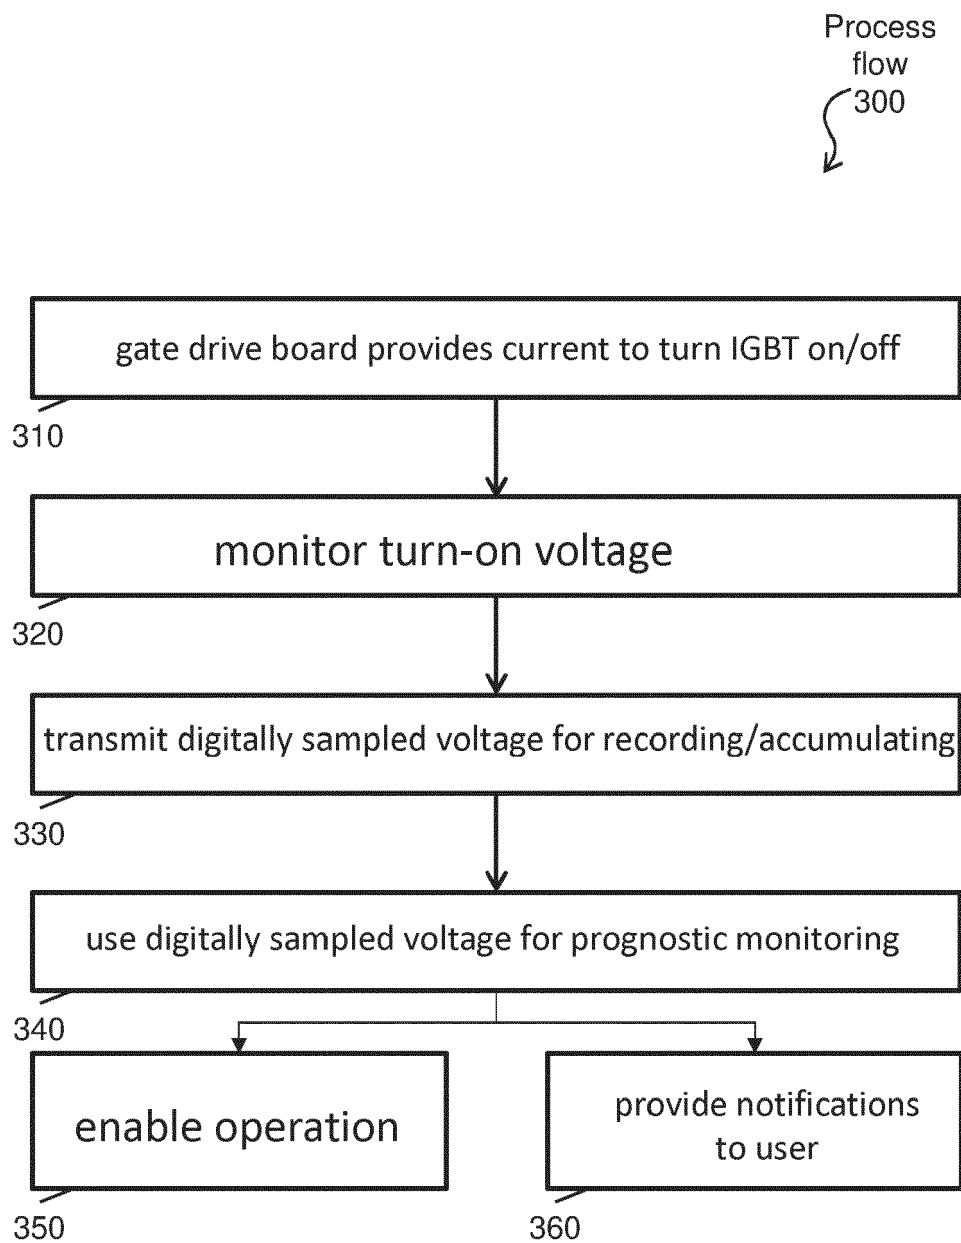 Process
flow
300
gate drive board provides current to turn IGBT on/off
310
monitor turn-on voltage
320
transmit digitally sampled voltage for recording/accumulating
330
use digitally sampled voltage for prognostic monitoring
340
enable operation
350
provide notifications
to user
360